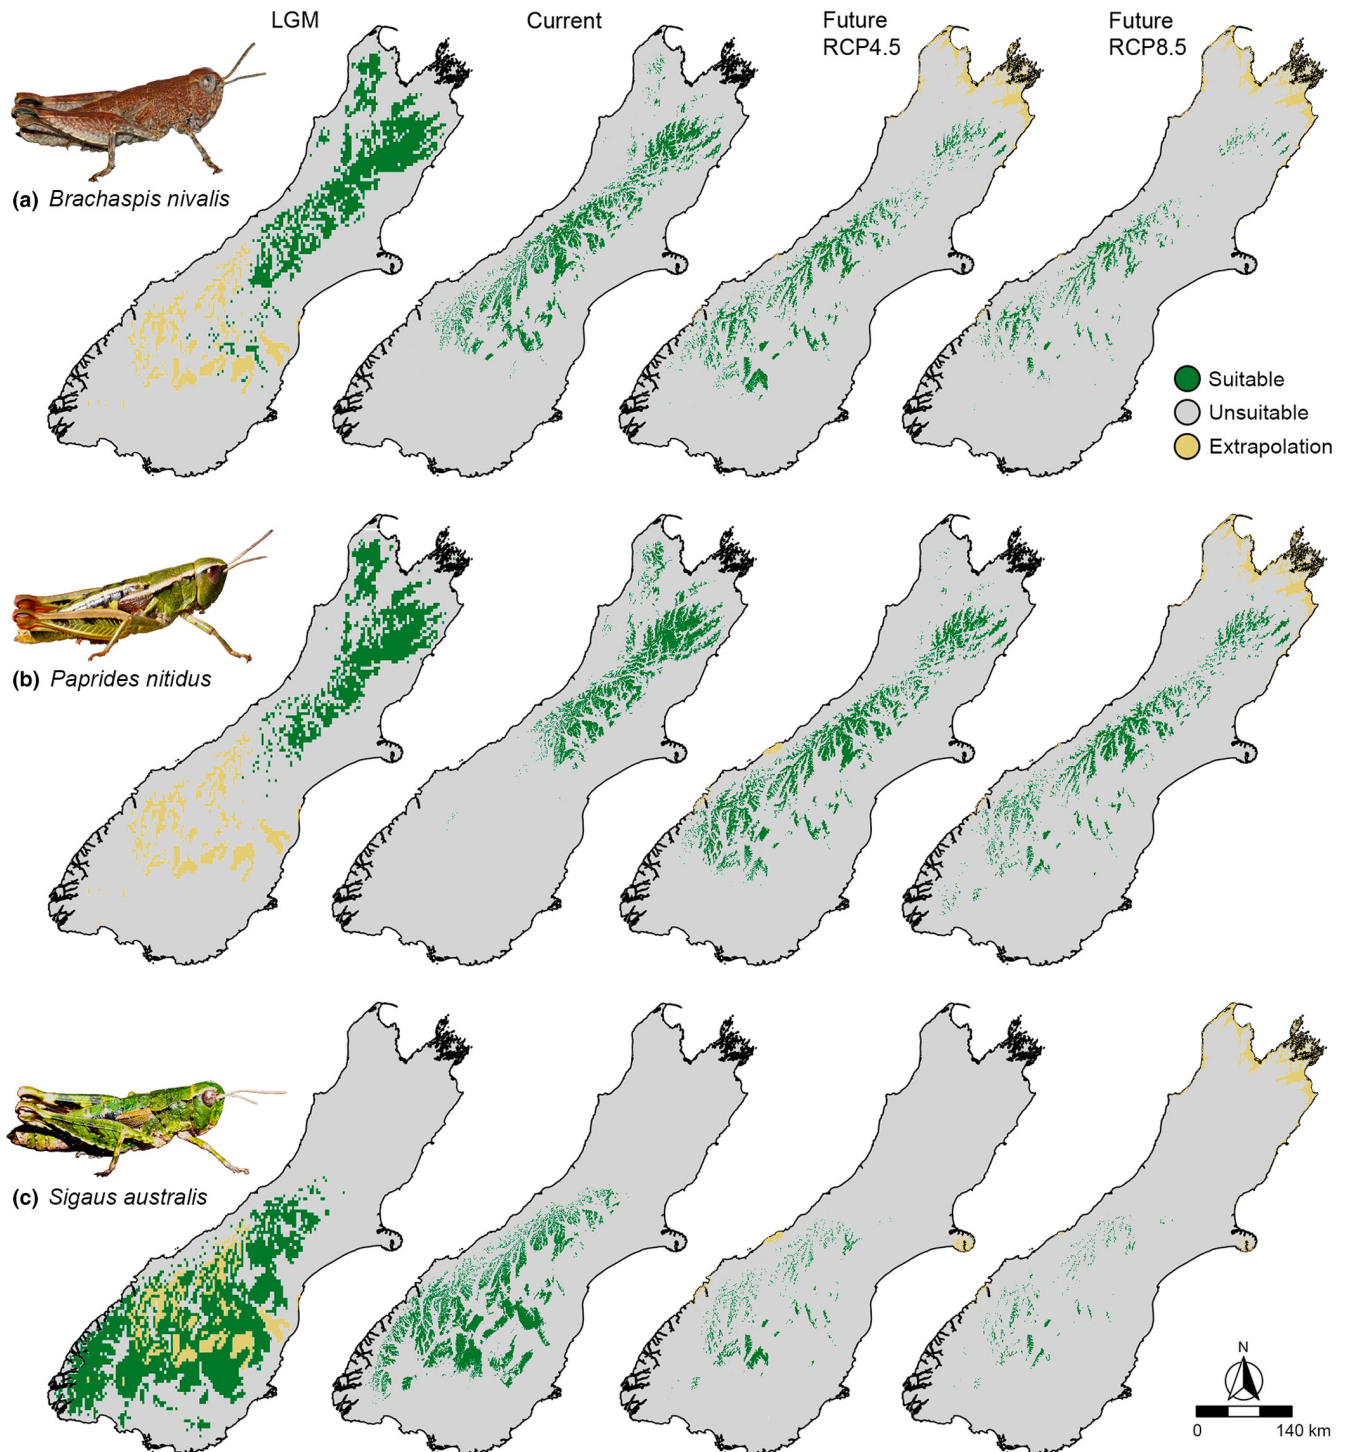 LGM
Current
Future
RCP4.5
Future
RCP8.5
(a) Brachaspis nivalis
Suitable
Unsuitable
Extrapolation
(b) Paprides nitidus
(c) Sigaus australis
N
0 140 km